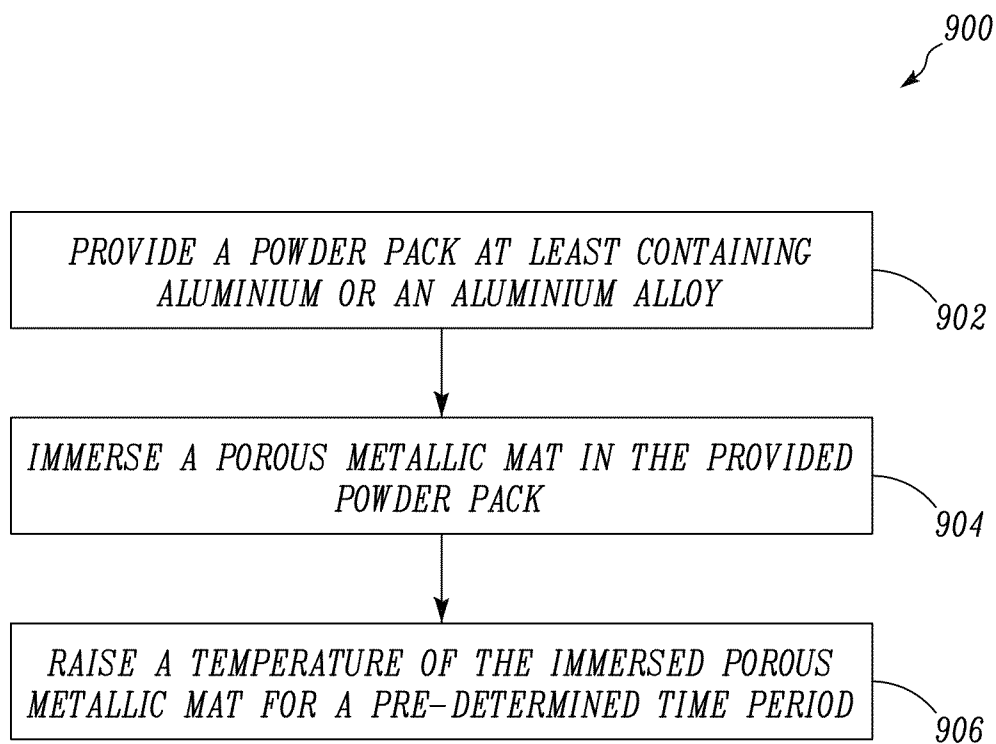 900
PROVIDE A POWDER PACK AT LEAST CONTAINING
ALUMINIUM OR AN ALUMINIUM ALLOY
902
IMMERSE A POROUS METALLIC MAT IN THE PROVIDED
POWDER PACK
904
RAISE A TEMPERATURE OF THE IMMERSED POROUS
METALLIC MAT FOR A PRE-DETERMINED TIME PERIOD
906